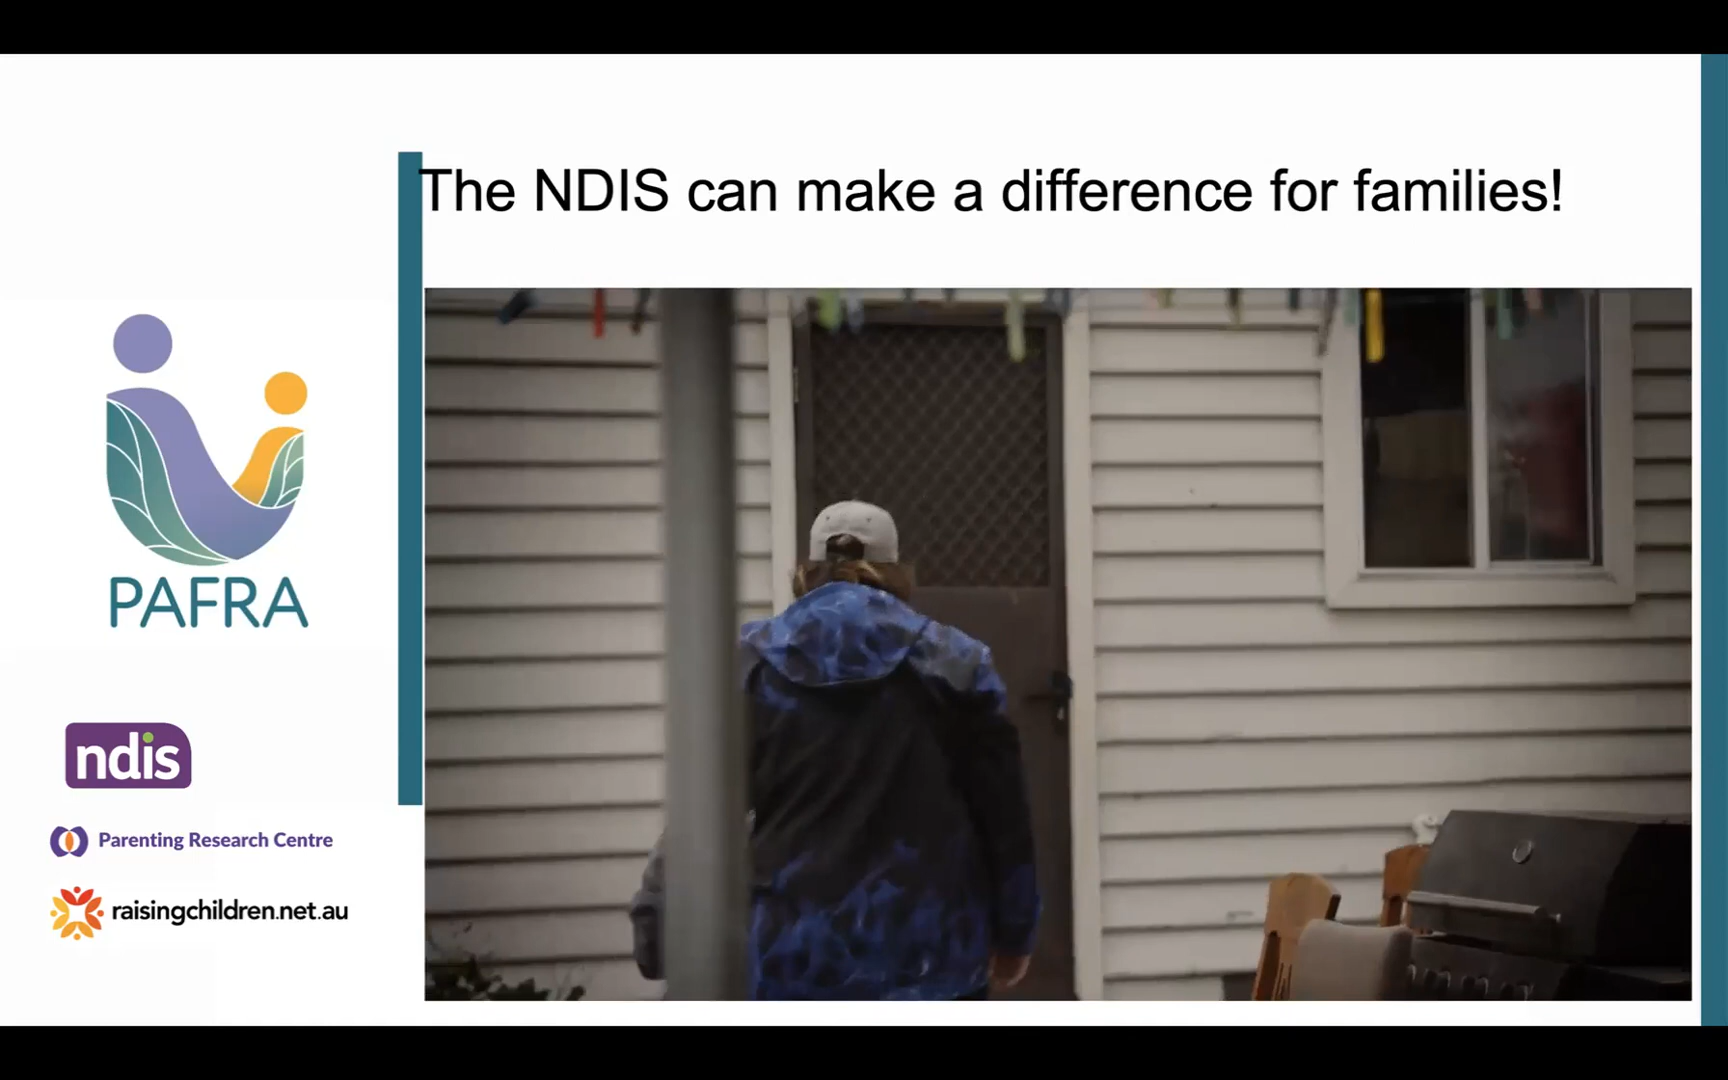 The NDIS can make a difference for families!
PAFRA
ndis
Parenting Research Centre
raisingchildren.net.au